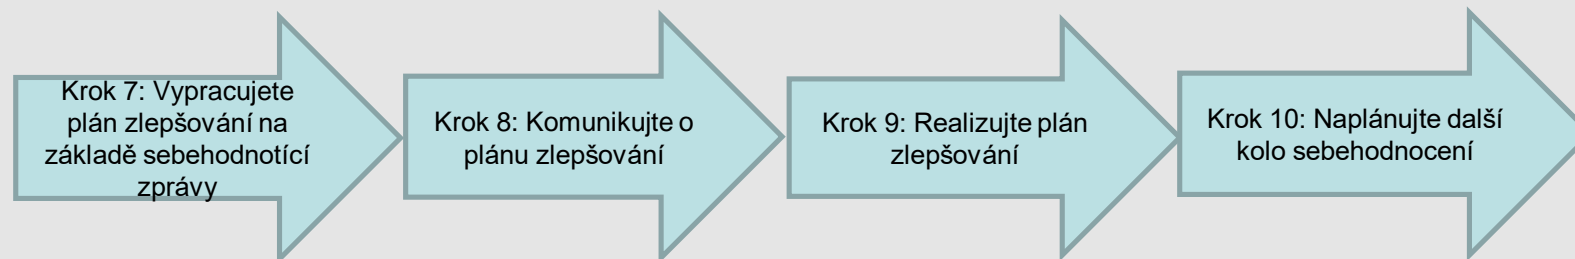 Krok 7: Vypracujete
plán zlepšování na
základě sebehodnotící
zprávy
Krok 8: Komunikujte o
plánu zlepšování
Krok 9: Realizujte plán
zlepšování
Krok 10: Naplánujte další
kolo sebehodnocení